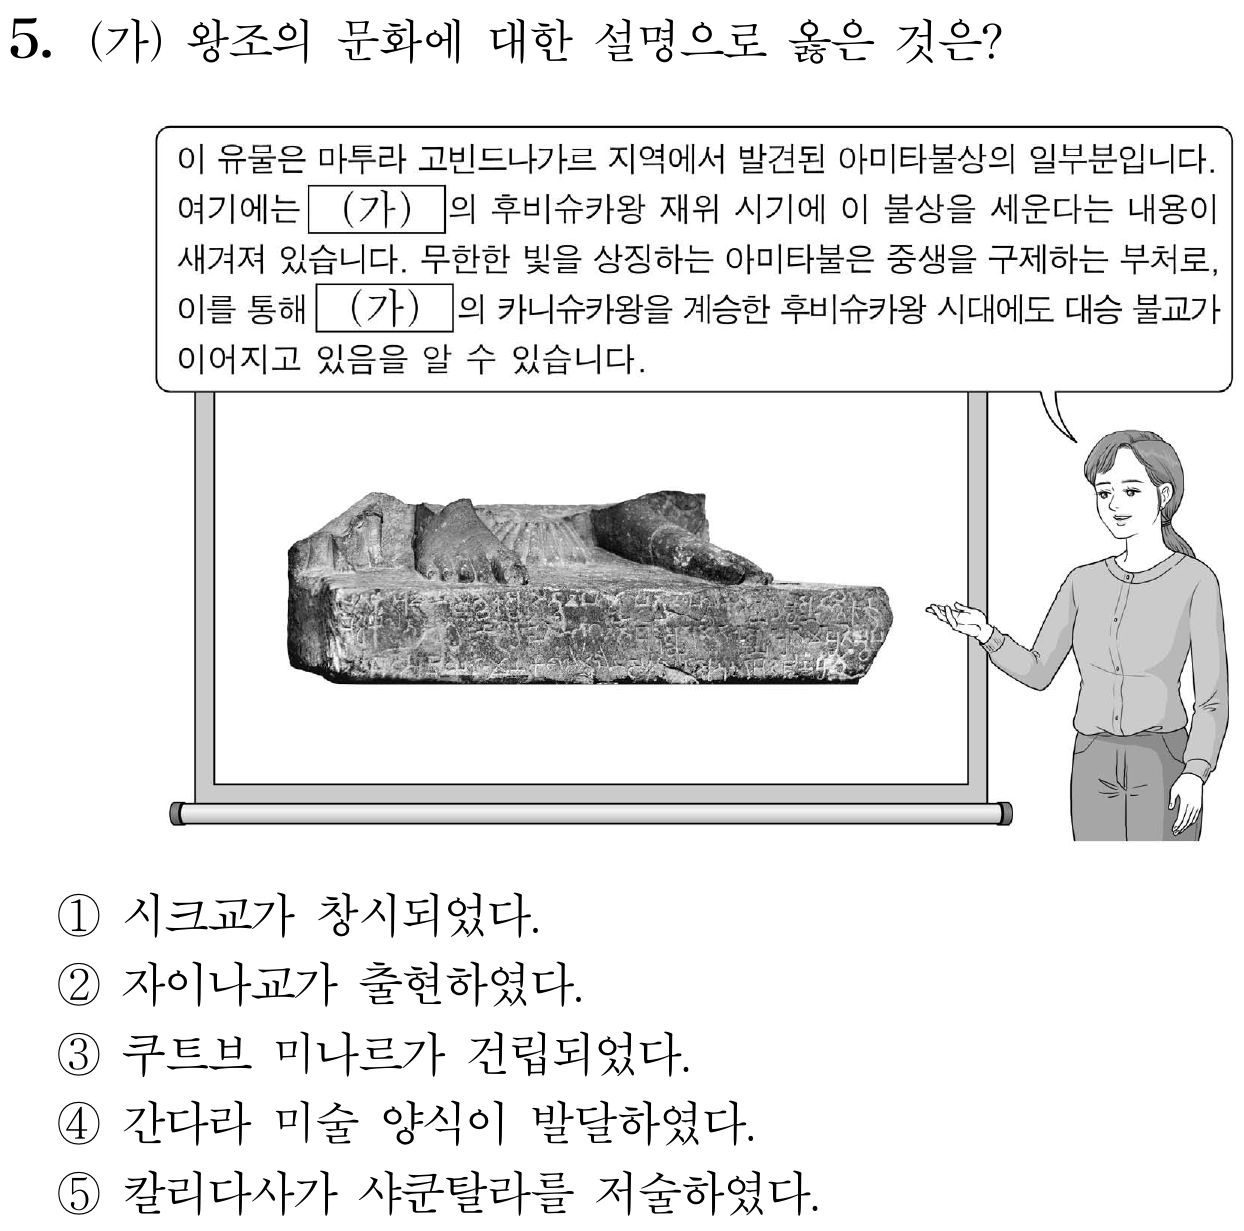 5. (가) 왕조의 문화에 대한 설명으로 옳은 것은?
이 유물은 마투라 고빈드나가르 지역에서 발견된 아미타불상의 일부분입니다.
여기에는 (가) 의 후비슈카왕 재위 시기에 이 불상을 세운다는 내용이
새겨져 있습니다. 무한한 빛을 상징하는 아미타불은 중생을 구제하는 부처로,
이를 통해 (가) 의 카니슈카왕을 계승한 후비슈카왕 시대에도 대승 불교가
이어지고 있음을 알 수 있습니다.
① 시크교가 창시되었다.
② 자이나교가 출현하였다.
③ 쿠트브 미나르가 건립되었다.
④ 간다라 미술 양식이 발달하였다.
⑤ 칼리다사가 샤쿤탈라를 저술하였다.